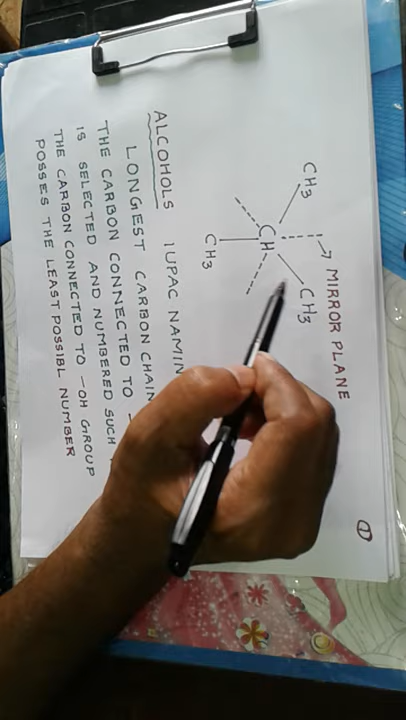 ①
MIRROR PLANE
CH₃ CH₃
CH
CH₃
ALCOHOLS IUPAC NAMIN
LONGEST CARBON CHAIN
THE CARBON CONNECTED TO -
IS SELECTED AND NUMBERED SUCH
THE CARBON CONNECTED TO -OH GROUP
POSSES THE LEAST POSSIBL NUMBER